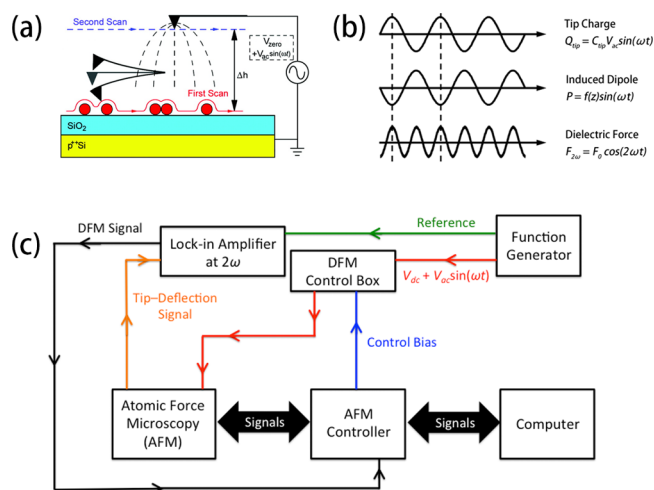 (a)
Second Scan
V_zero
+V_ac sin(ωt)
Δh
First Scan
SiO₂
p⁺⁺Si
(b)
Tip Charge
Q_tip = C_tip V_ac sin(ωt)
Induced Dipole
P = f(z)sin(ωt)
Dielectric Force
F_2ω = F_0 cos(2ωt)
(c)
DFM Signal
Lock-in Amplifier
at 2ω
Reference
Function
Generator
DFM
Control Box
V_dc + V_ac sin(ωt)
Tip–Deflection
Signal
Control Bias
Atomic Force
Microscopy
(AFM)
Signals
AFM
Controller
Signals
Computer